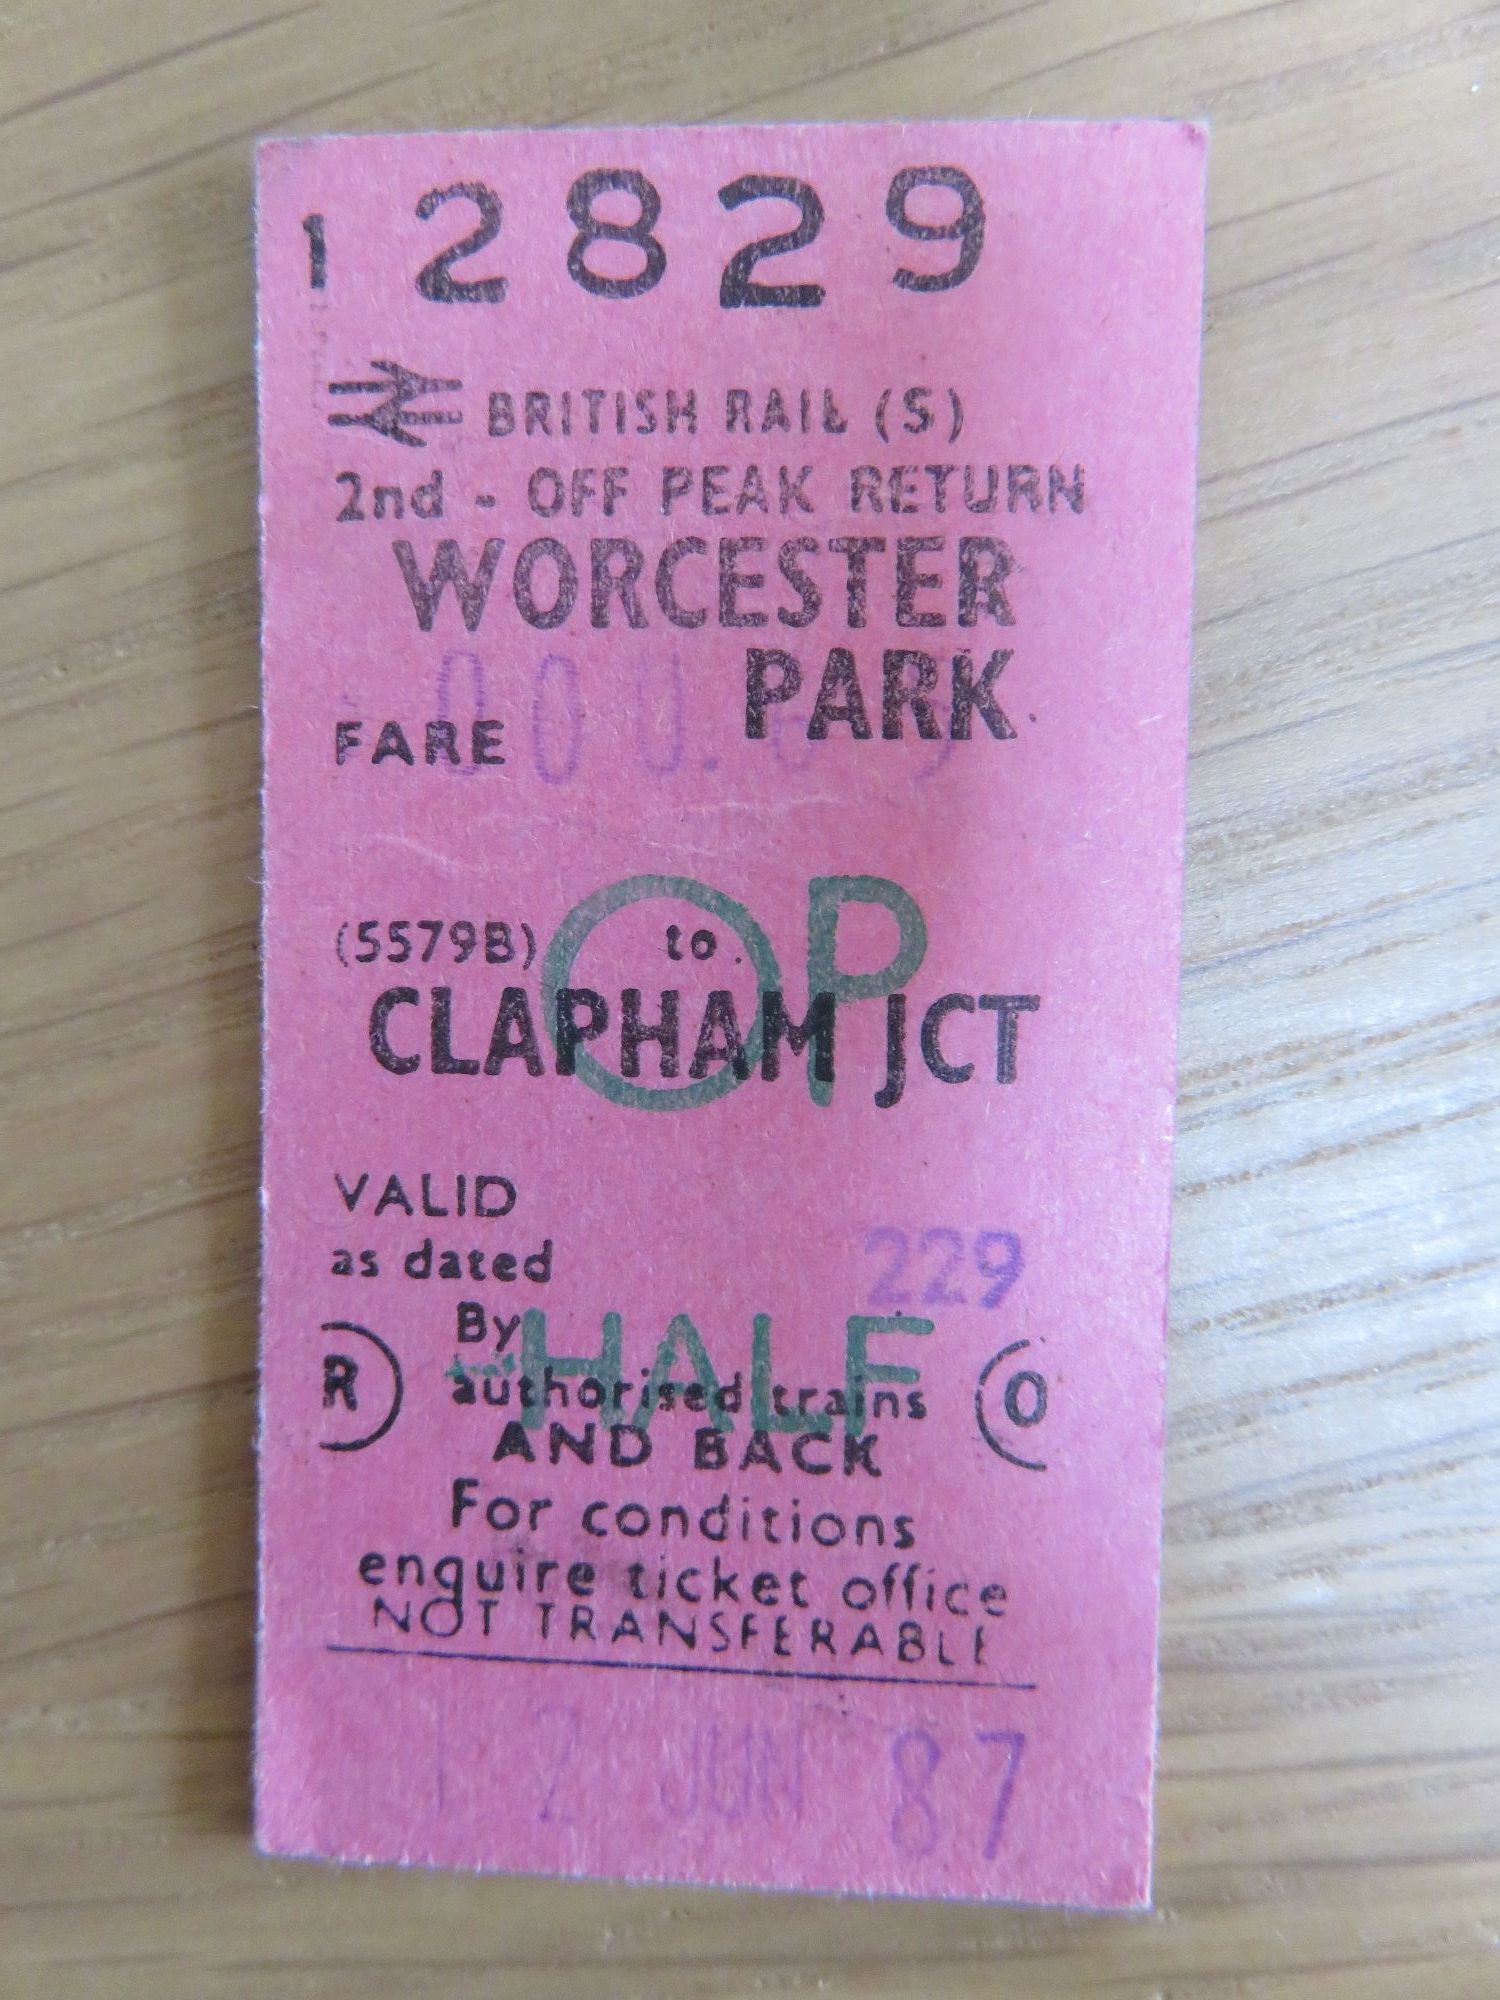 1 2829
BRITISH RAIL (S)
2nd - OFF PEAK RETURN
WORCESTER
PARK
FARE 000.
(5579B) to
CLAPHAM JCT
OP
VALID
as dated
229
By
HALF
authorised trains
R
O
AND BACK
For conditions
enquire ticket office
NOT TRANSFERABLE
12 JUN 87